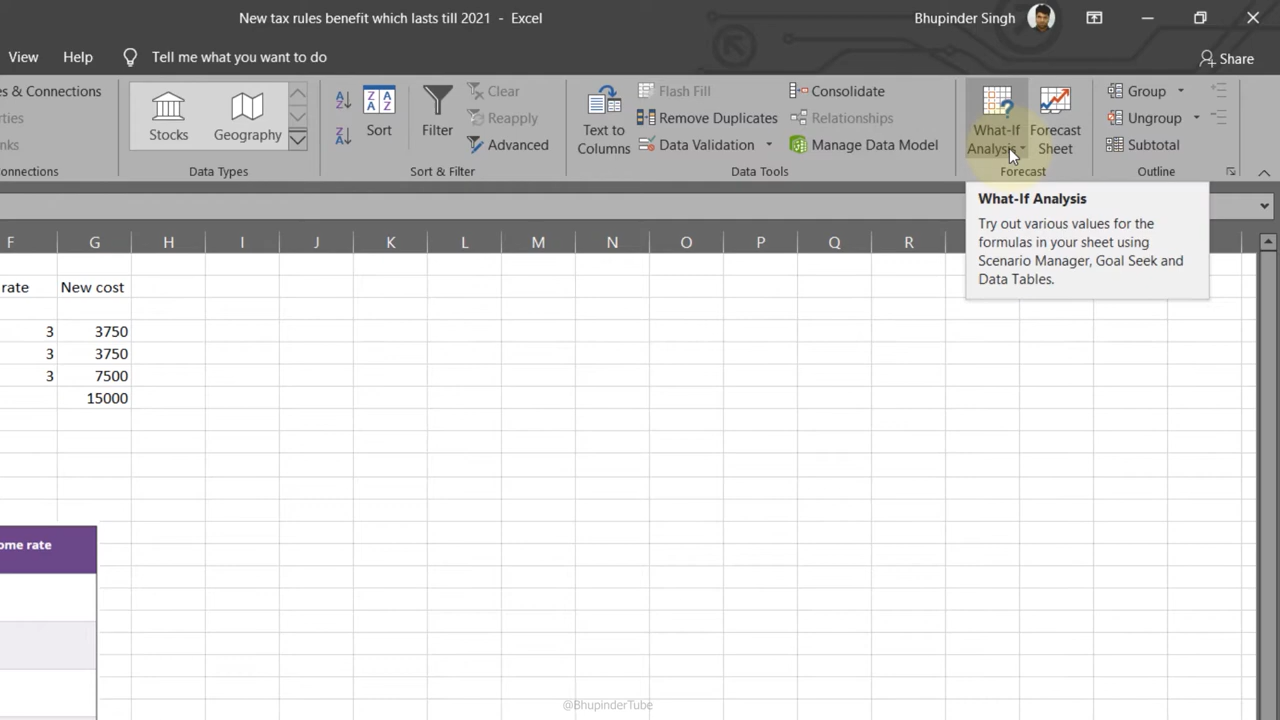 New tax rules benefit which lasts till 2021 - Excel
Bhupinder Singh
View
Help
Tell me what you want to do
Share
s & Connections
rties
nks
onnections
Stocks
Geography
Data Types
Sort
Filter
Clear
Reapply
Advanced
Sort & Filter
Text to
Columns
Flash Fill
Remove Duplicates
Data Validation
Consolidate
Relationships
Manage Data Model
Data Tools
What-If
Analysis
Forecast
Sheet
Forecast
Group
Ungroup
Subtotal
Outline
What-If Analysis
Try out various values for the
formulas in your sheet using
Scenario Manager, Goal Seek and
Data Tables.
F G H I J K L M N O P Q R
rate New cost
3 3750
3 3750
3 7500
15000
ome rate
@BhupinderTube